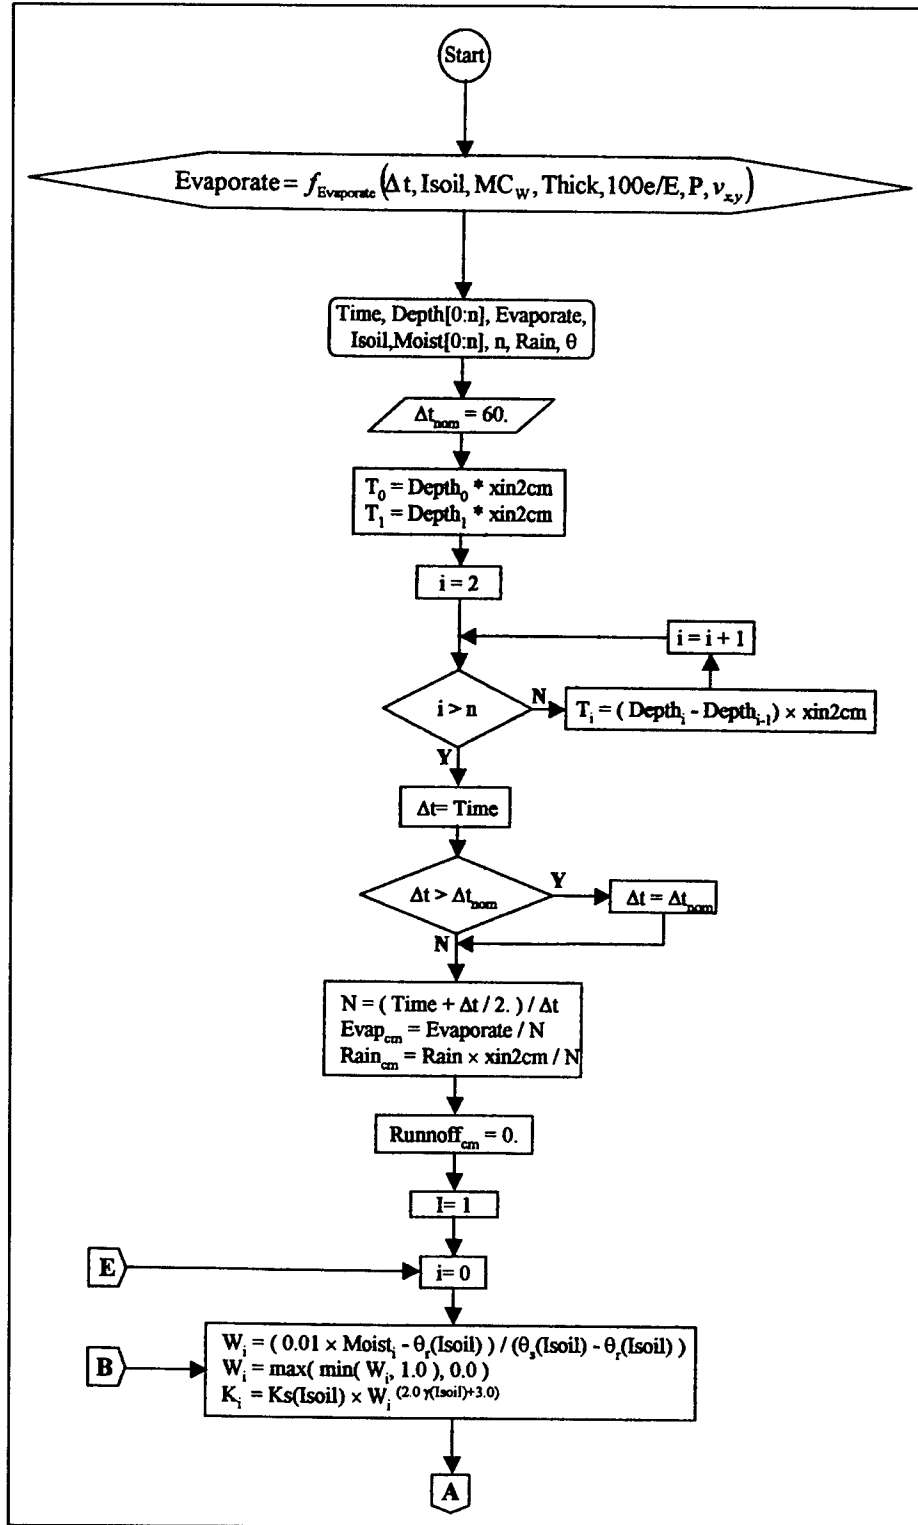 Start
Evaporate = f_Evaporate (Δt, Isoil, MC_W, Thick, 100e/E, P, v_x,y)
Time, Depth[0:n], Evaporate,
Isoil,Moist[0:n], n, Rain, θ
Δt_nom = 60.
T_0 = Depth_0 * xin2cm
T_1 = Depth_1 * xin2cm
i = 2
i = i + 1
i > n
N
T_i = ( Depth_i - Depth_i-1) × xin2cm
Y
Δt= Time
Δt > Δt_nom
Y
Δt = Δt_nom
N
N = ( Time + Δt / 2. ) / Δt
Evap_cm = Evaporate / N
Rain_cm = Rain × xin2cm / N
Runnoff_cm = 0.
I= 1
E
i= 0
B
W_i = ( 0.01 × Moist_i - θ_r(Isoil) ) / (θ_s(Isoil) - θ_r(Isoil) )
W_i = max( min( W_i, 1.0 ), 0.0 )
K_i = Ks(Isoil) × W_i^(2.0 γ(Isoil)+3.0)
A